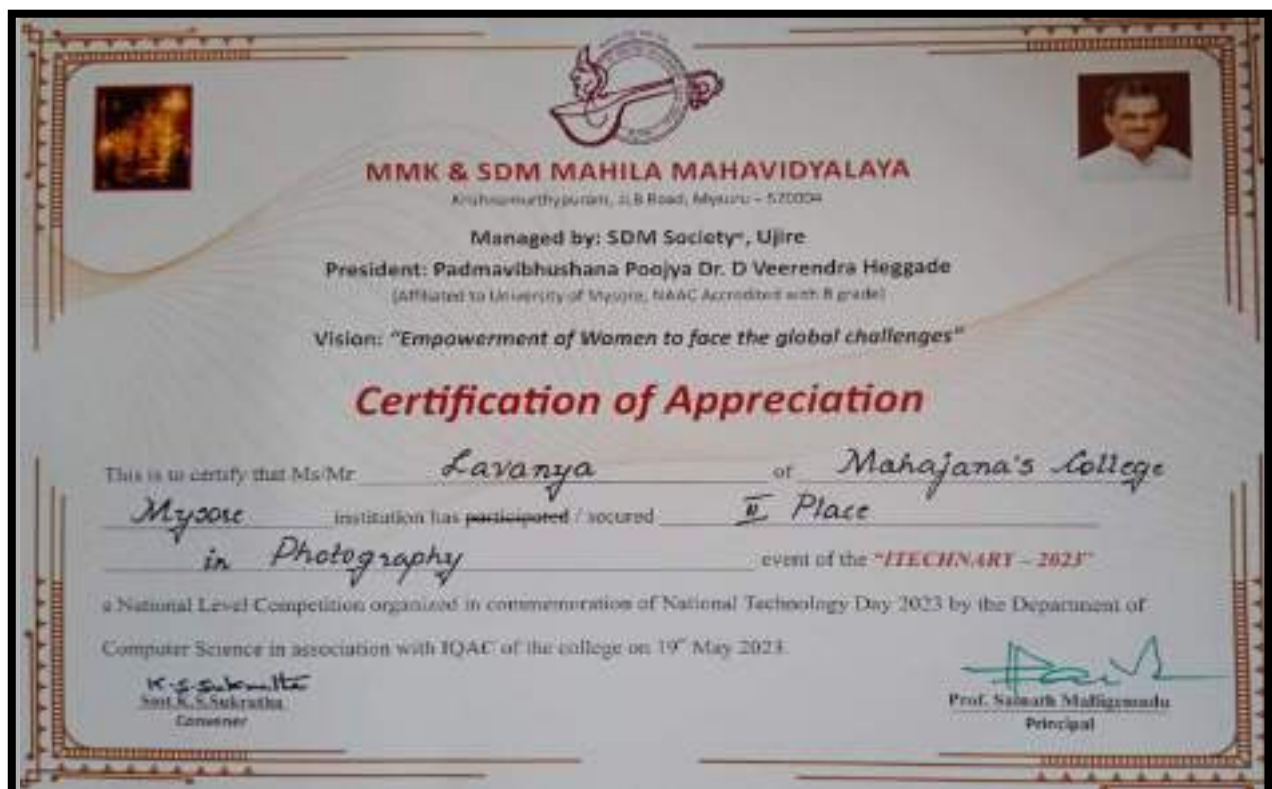 MMK & SDM MAHILA MAHAVIDYALAYA
Krishnamurthypuram, JLB Road, Mysuru – 570004
Managed by: SDM Society®, Ujire
President: Padmavibhushana Poojya Dr. D Veerendra Heggade
(Affiliated to University of Mysore, NAAC Accredited with B grade)
Vision: "Empowerment of Women to face the global challenges"
Certification of Appreciation
This is to certify that Ms/Mr Lavanya of Mahajana's College
Mysore institution has participated / secured II Place
in Photography event of the "ITECHNARY – 2023"
a National Level Competition organized in commemoration of National Technology Day 2023 by the Department of
Computer Science in association with IQAC of the college on 19th May 2023.
K.S.Sukrutha
Smt.K.S.Sukrutha
Convener
Prof. Sainath Malligemadu
Principal